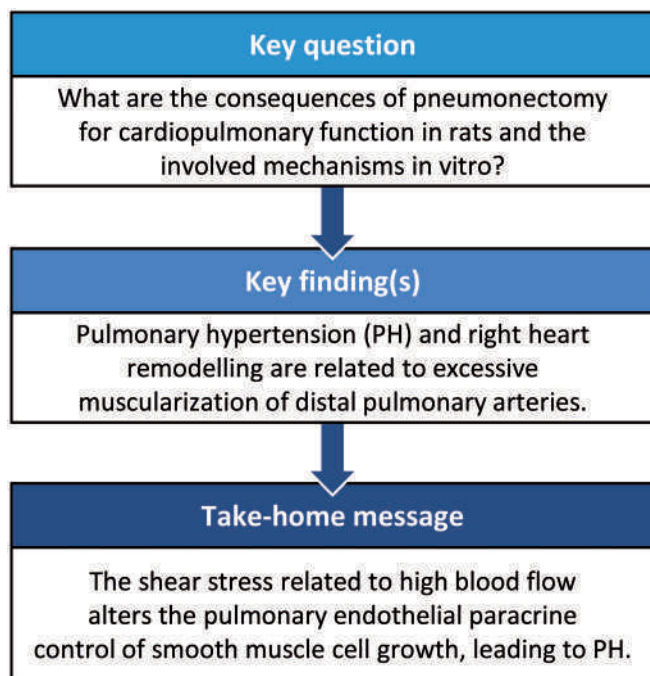 Key question
What are the consequences of pneumonectomy
for cardiopulmonary function in rats and the
involved mechanisms in vitro?
Key finding(s)
Pulmonary hypertension (PH) and right heart
remodelling are related to excessive
muscularization of distal pulmonary arteries.
Take-home message
The shear stress related to high blood flow
alters the pulmonary endothelial paracrine
control of smooth muscle cell growth, leading to PH.